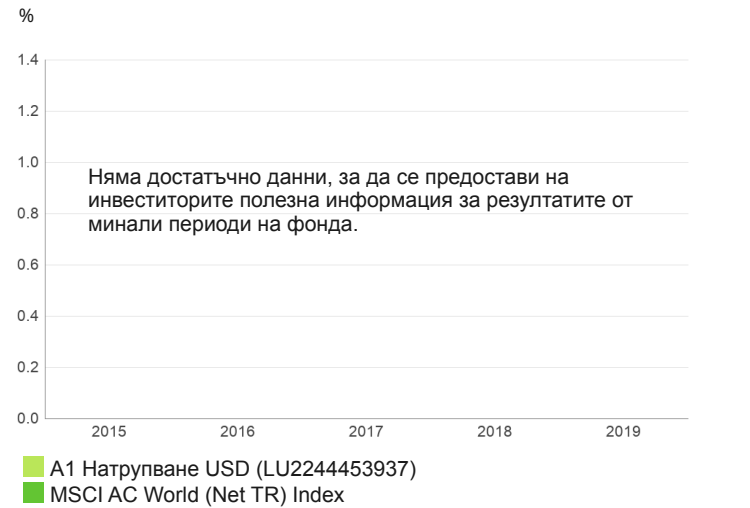 %
1.4
1.2
1.0
Няма достатъчно данни, за да се предостави на
инвеститорите полезна информация за резултатите от
0.8
минали периоди на фонда.
0.6
0.4
0.2
0.0
2015 2016 2017 2018 2019
A1 Натрупване USD (LU2244453937)
MSCI AC World (Net TR) Index